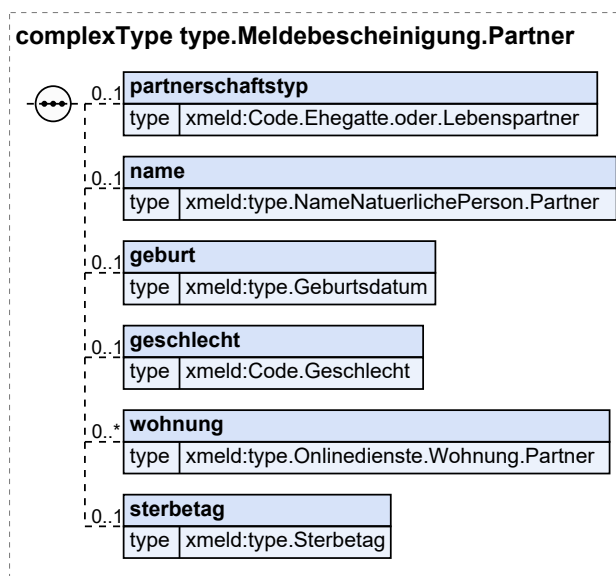 complexType type.Meldebescheinigung.Partner
0..1 partnerschaftstyp
type xmeld:Code.Ehegatte.oder.Lebenspartner
0..1 name
type xmeld:type.NameNatuerlichePerson.Partner
0..1 geburt
type xmeld:type.Geburtsdatum
0..1 geschlecht
type xmeld:Code.Geschlecht
0..* wohnung
type xmeld:type.Onlinedienste.Wohnung.Partner
0..1 sterbetag
type xmeld:type.Sterbetag